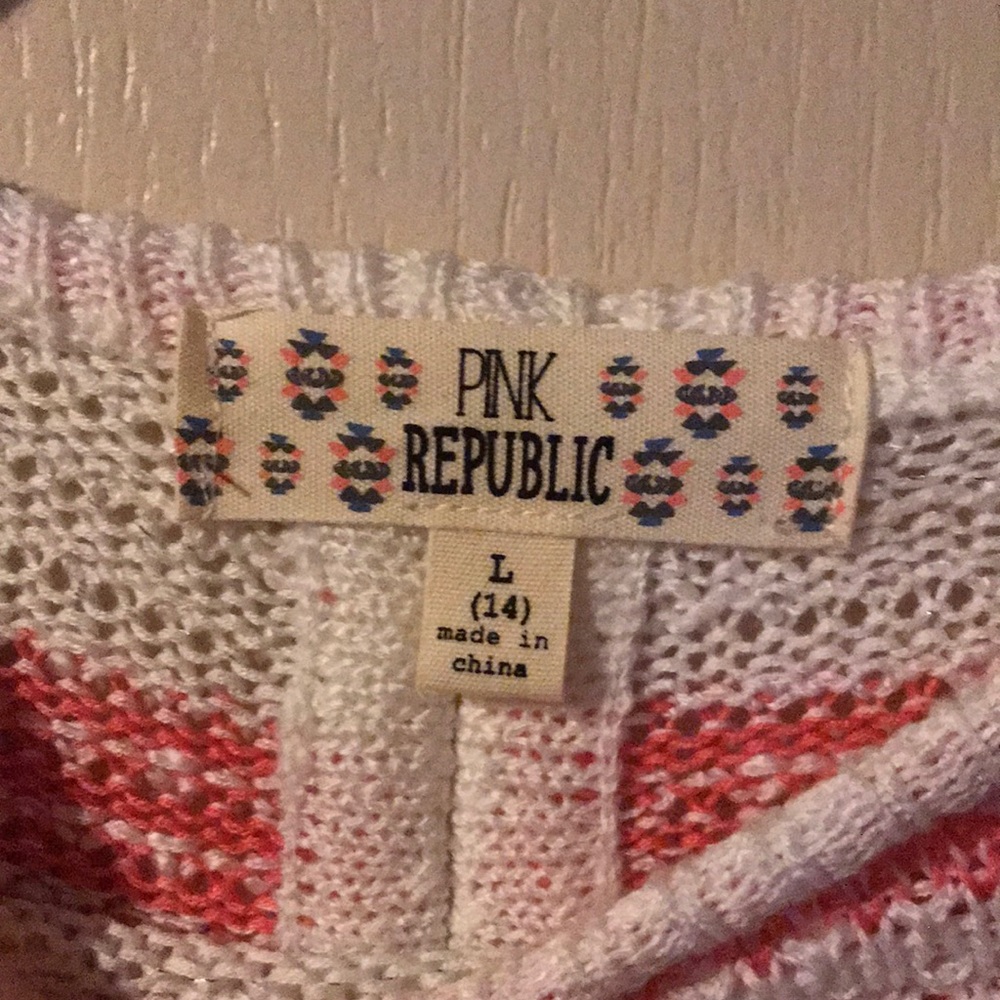 PINK
REPUBLIC
L
(14)
made in
china